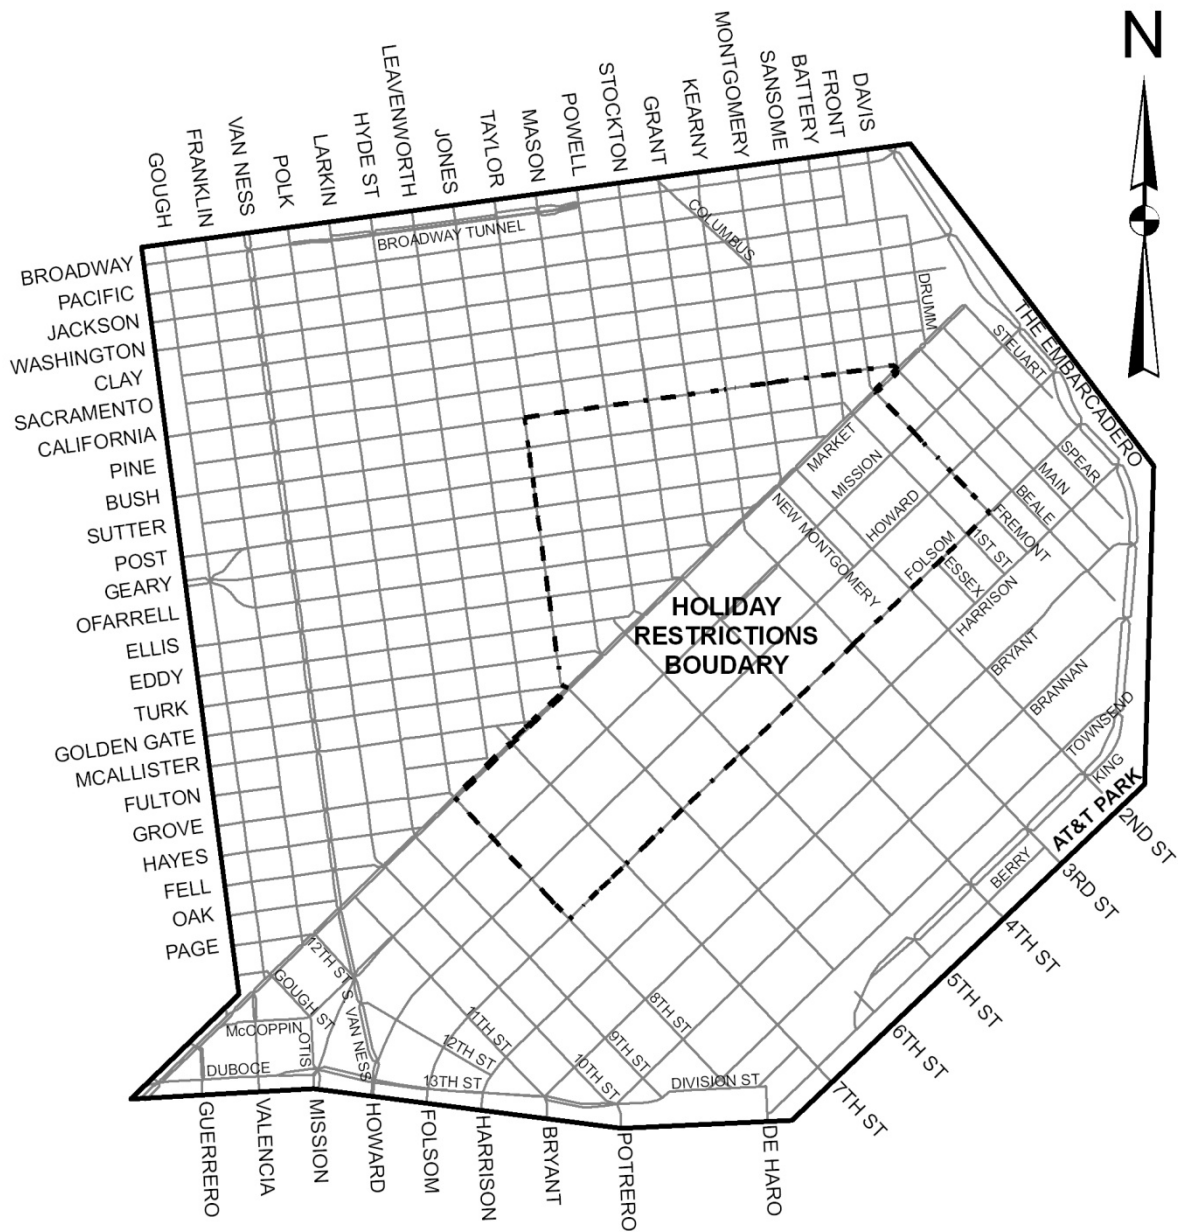 N
GOUGH
FRANKLIN
VAN NESS
POLK
LARKIN
HYDE ST
LEAVENWORTH
JONES
TAYLOR
MASON
POWELL
STOCKTON
GRANT
KEARNY
MONTGOMERY
SANSOME
BATTERY
FRONT
DAVIS
BROADWAY
PACIFIC
JACKSON
WASHINGTON
CLAY
SACRAMENTO
CALIFORNIA
PINE
BUSH
SUTTER
POST
GEARY
OFARRELL
ELLIS
EDDY
TURK
GOLDEN GATE
MCALLISTER
FULTON
GROVE
HAYES
FELL
OAK
PAGE
BROADWAY TUNNEL
COLUMBUS
DRUMM
THE EMBARCADERO
STEUART
SPEAR
MAIN
BEALE
FREMONT
1ST ST
ESSEX
MARKET
MISSION
HOWARD
FOLSOM
HARRISON
NEW MONTGOMERY
BRYANT
BRANNAN
TOWNSEND
KING
BERRY
AT&T PARK
HOLIDAY
RESTRICTIONS
BOUDARY
2ND ST
3RD ST
4TH ST
5TH ST
6TH ST
7TH ST
8TH ST
9TH ST
10TH ST
11TH ST
12TH ST
13TH ST
DIVISION ST
12TH ST
GOUGH ST
S. VAN NESS
McCOPPIN
OTIS
DUBOCE
GUERRERO
VALENCIA
MISSION
HOWARD
FOLSOM
HARRISON
BRYANT
POTRERO
DE HARO